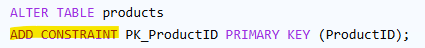 ALTER TABLE products
ADD CONSTRAINT PK_ProductID PRIMARY KEY (ProductID);